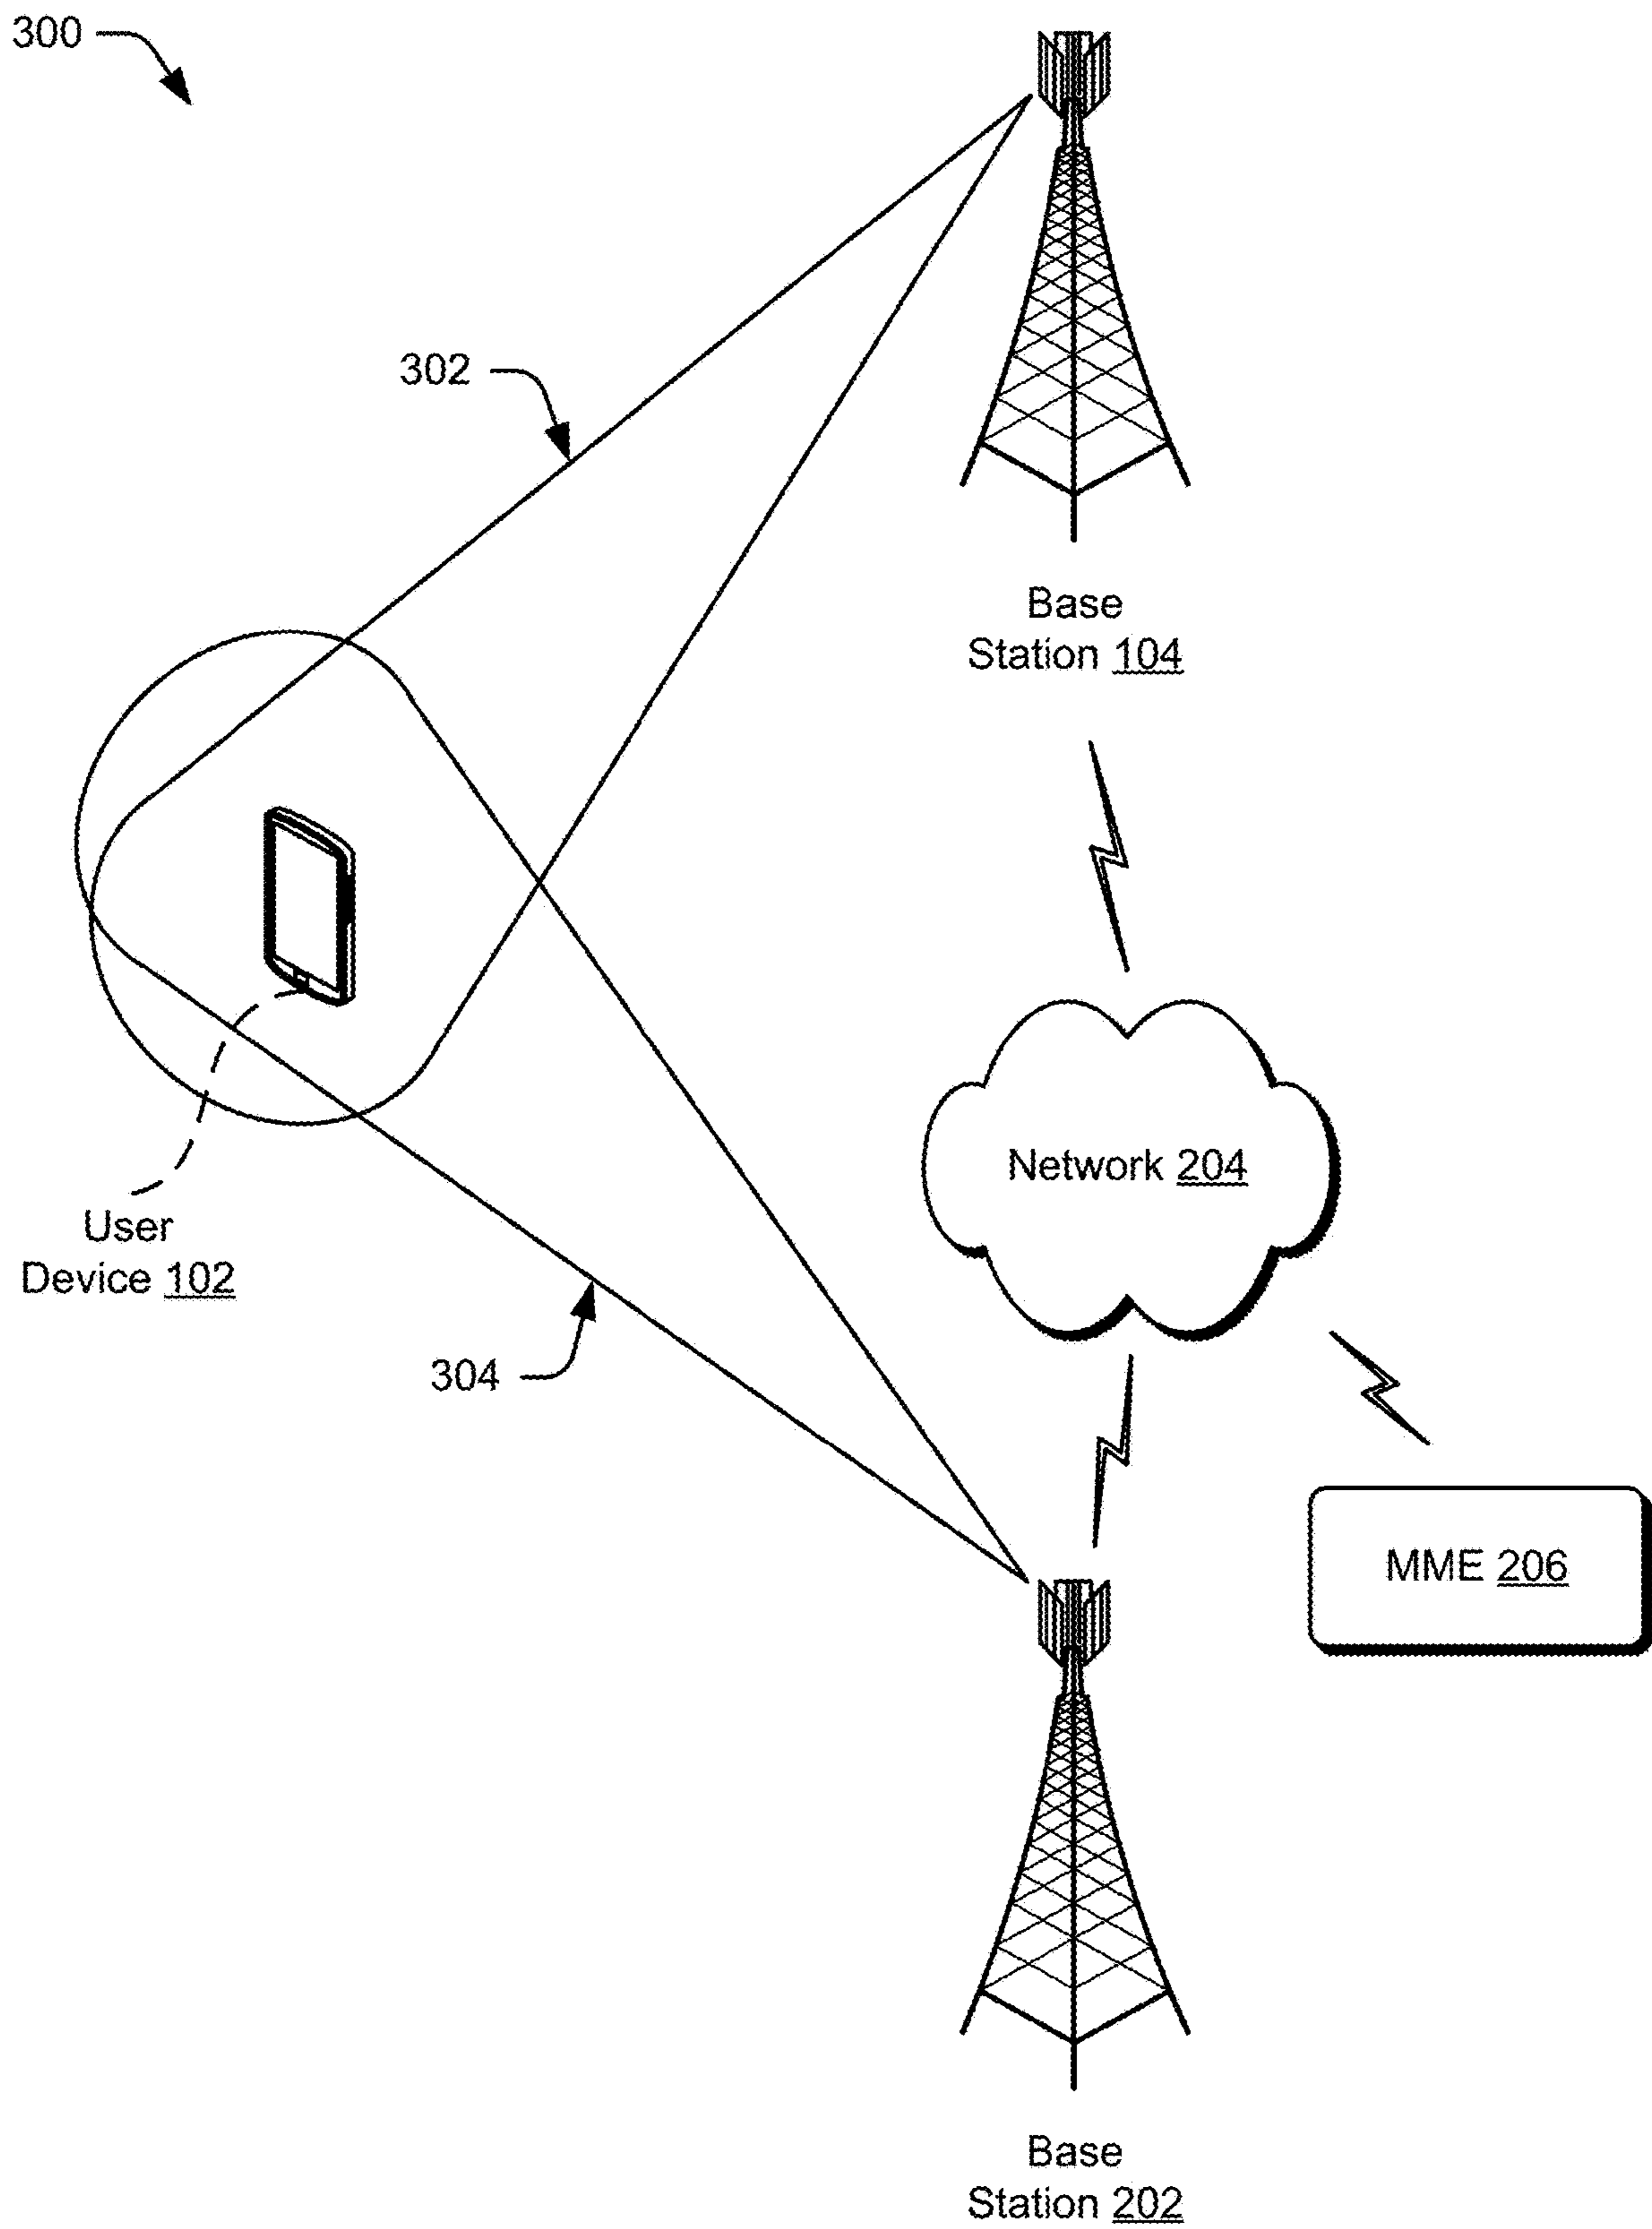 300
302
Base
Station 104
Network 204
User
Device 102
304
MME 206
Base
Station 202